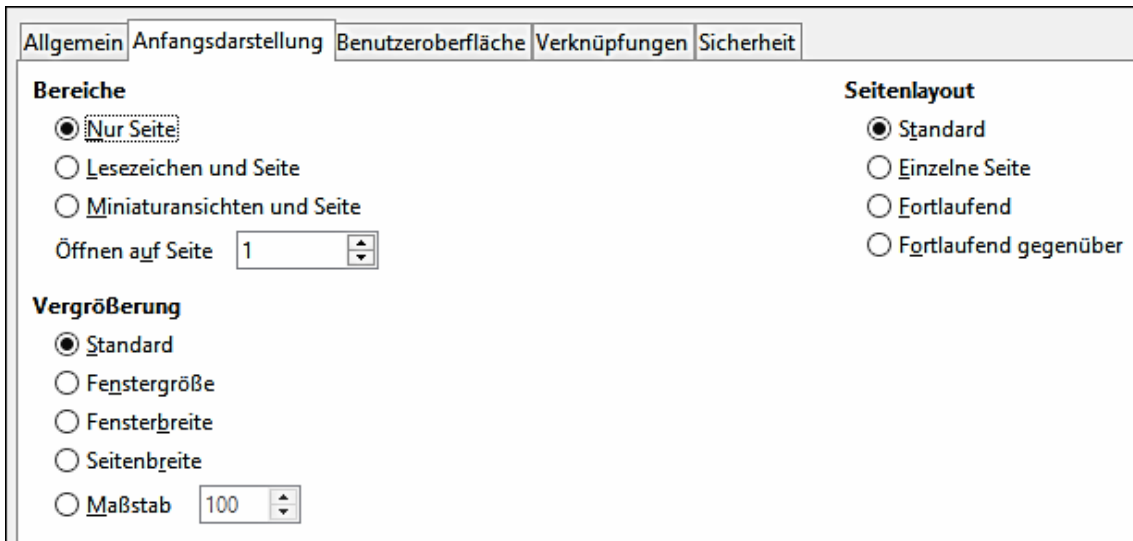 Allgemein Anfangsdarstellung Benutzeroberfläche Verknüpfungen Sicherheit
Bereiche
Nur Seite
Lesezeichen und Seite
Miniaturansichten und Seite
Öffnen auf Seite 1
Vergrößerung
Standard
Fenstergröße
Fensterbreite
Seitenbreite
Maßstab 100
Seitenlayout
Standard
Einzelne Seite
Fortlaufend
Fortlaufend gegenüber